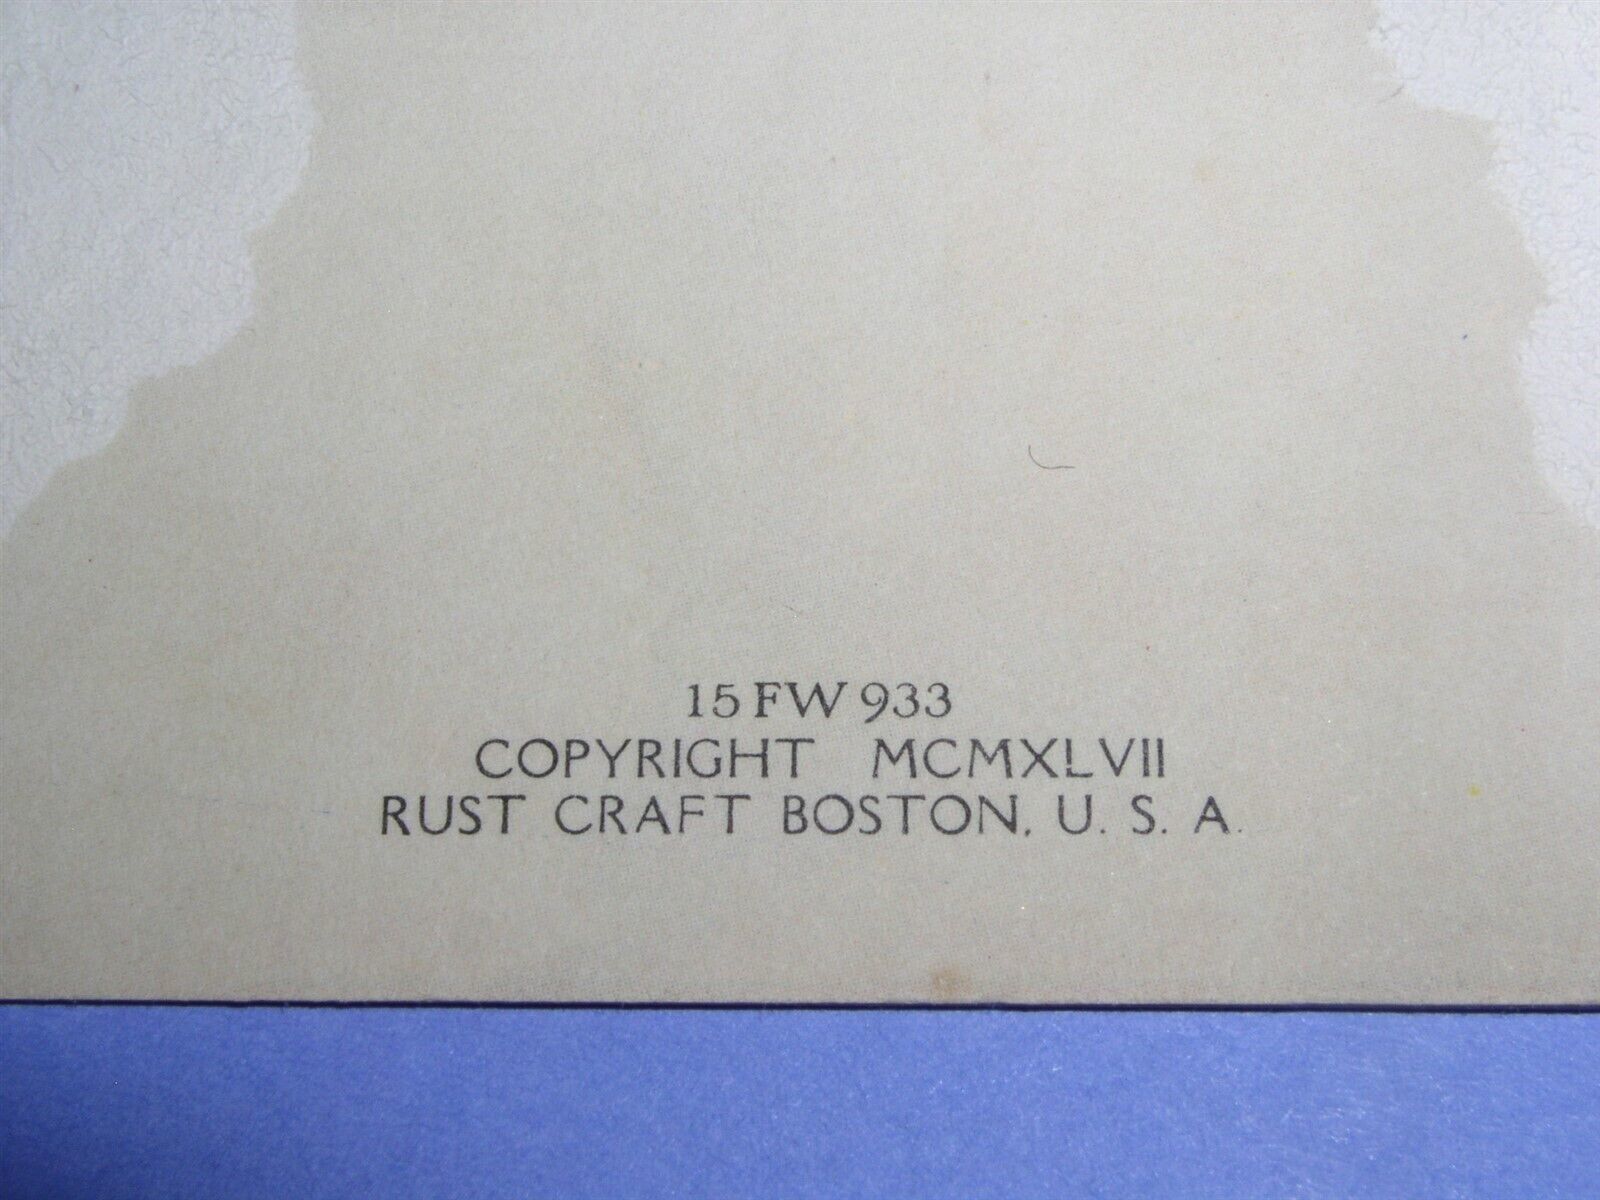 15 FW 933
COPYRIGHT MCMXLVII
RUST CRAFT BOSTON, U. S. A.